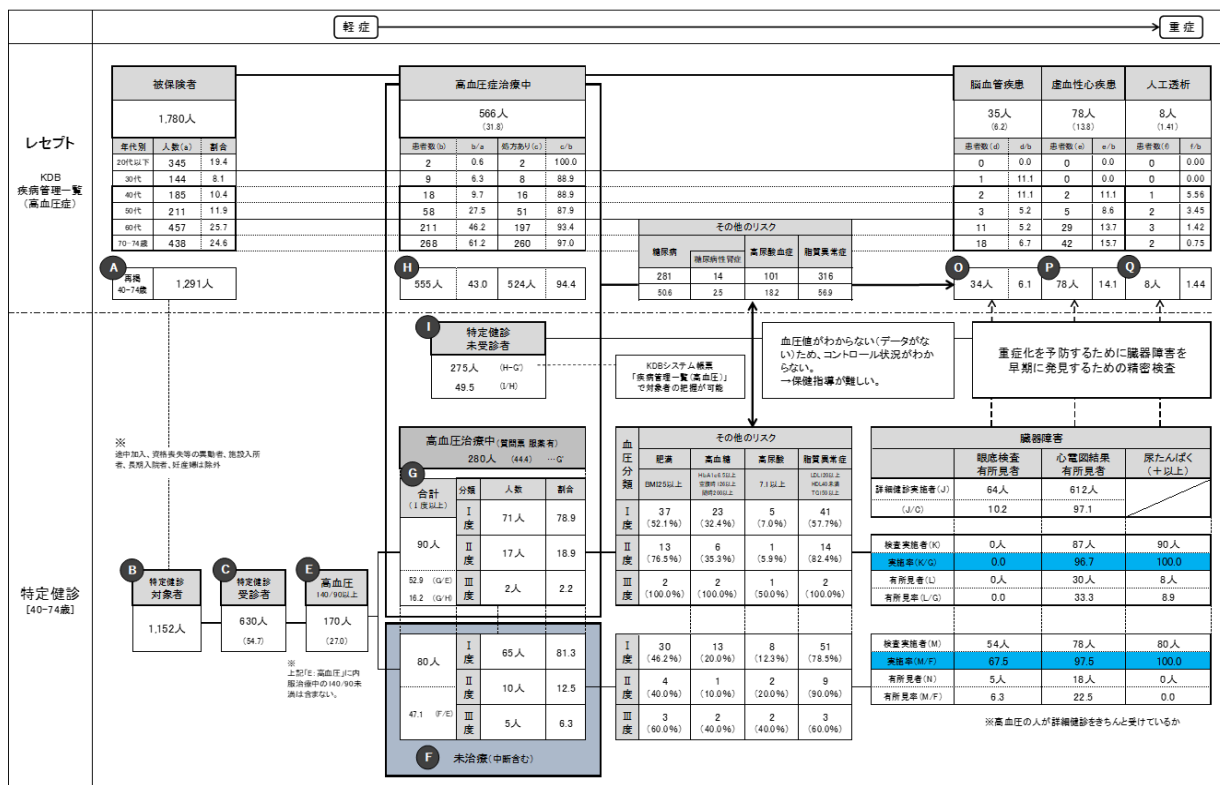 軽症
重症
レセプト
KDB
疾病管理一覧
(高血圧症)
被保険者
1,780人
年代別 人数(a) 割合
20代以下 345 19.4
30代 144 8.1
40代 185 10.4
50代 211 11.9
60代 457 25.7
70-74歳 438 24.6
A
再掲
40-74歳
1,291人
高血圧症治療中
566人
(31.8)
患者数(b) b/a 処方あり(c) c/b
2 0.6 2 100.0
9 6.3 8 88.9
18 9.7 16 88.9
58 27.5 51 87.9
211 46.2 197 93.4
268 61.2 260 97.0
H
555人 43.0 524人 94.4
その他のリスク
糖尿病 糖尿病性腎症 高尿酸血症 脂質異常症
281 14 101 316
50.6 2.5 18.2 56.9
脳血管疾患 虚血性心疾患 人工透析
35人 78人 8人
(6.2) (13.8) (1.41)
患者数(d) d/b 患者数(e) e/b 患者数(f) f/b
0 0.0 0 0.0 0 0.00
1 11.1 0 0.0 0 0.00
2 11.1 2 11.1 1 5.56
3 5.2 5 8.6 2 3.45
11 5.2 29 13.7 3 1.42
18 6.7 42 15.7 2 0.75
O P Q
34人 6.1 78人 14.1 8人 1.44
I
特定健診
未受診者
275人 (H-G')
49.5 (I/H)
KDBシステム帳票
「疾病管理一覧(高血圧)」
で対象者の把握が可能
血圧値がわからない(データがな
い)ため、コントロール状況がわか
らない。
→保健指導が難しい。
重症化を予防するために臓器障害を
早期に発見するための精密検査
※
途中加入、資格喪失等の異動者、施設入所
者、長期入院者、妊産婦は除外
特定健診
[40-74歳]
B
特定健診
対象者
1,152人
C
特定健診
受診者
630人
(54.7)
E
高血圧
140/90以上
170人
(27.0)
※
上記「E:高血圧」に内
服治療中の140/90未
満は含まない。
高血圧治療中(質問票 服薬有)
280人 (44.4) …G'
G
合計
(Ⅰ度以上)
分類 人数 割合
90人
52.9 (G/E)
16.2 (G/H)
Ⅰ度 71人 78.9
Ⅱ度 17人 18.9
Ⅲ度 2人 2.2
80人
47.1 (F/E)
Ⅰ度 65人 81.3
Ⅱ度 10人 12.5
Ⅲ度 5人 6.3
F
未治療(中断含む)
血圧分類
その他のリスク
肥満 高血糖 高尿酸 脂質異常症
BMI25以上
HbA1c6.5以上
空腹時126以上
随時200以上
7.1以上
LDL120以上
HDL40未満
TG150以上
Ⅰ度 37 23 5 41
(52.1%) (32.4%) (7.0%) (57.7%)
Ⅱ度 13 6 1 14
(76.5%) (35.3%) (5.9%) (82.4%)
Ⅲ度 2 2 1 2
(100.0%) (100.0%) (50.0%) (100.0%)
Ⅰ度 30 13 8 51
(46.2%) (20.0%) (12.3%) (78.5%)
Ⅱ度 4 1 2 9
(40.0%) (10.0%) (20.0%) (90.0%)
Ⅲ度 3 2 2 3
(60.0%) (40.0%) (40.0%) (60.0%)
臓器障害
眼底検査
有所見者
心電図結果
有所見者
尿たんぱく
(+以上)
詳細健診実施者(J) 64人 612人
(J/C) 10.2 97.1
検査実施者(K) 0人 87人 90人
実施率(K/G) 0.0 96.7 100.0
有所見者(L) 0人 30人 8人
有所見率(L/G) 0.0 33.3 8.9
検査実施者(M) 54人 78人 80人
実施率(M/F) 67.5 97.5 100.0
有所見者(N) 5人 18人 0人
有所見率(M/F) 6.3 22.5 0.0
※高血圧の人が詳細健診をきちんと受けているか